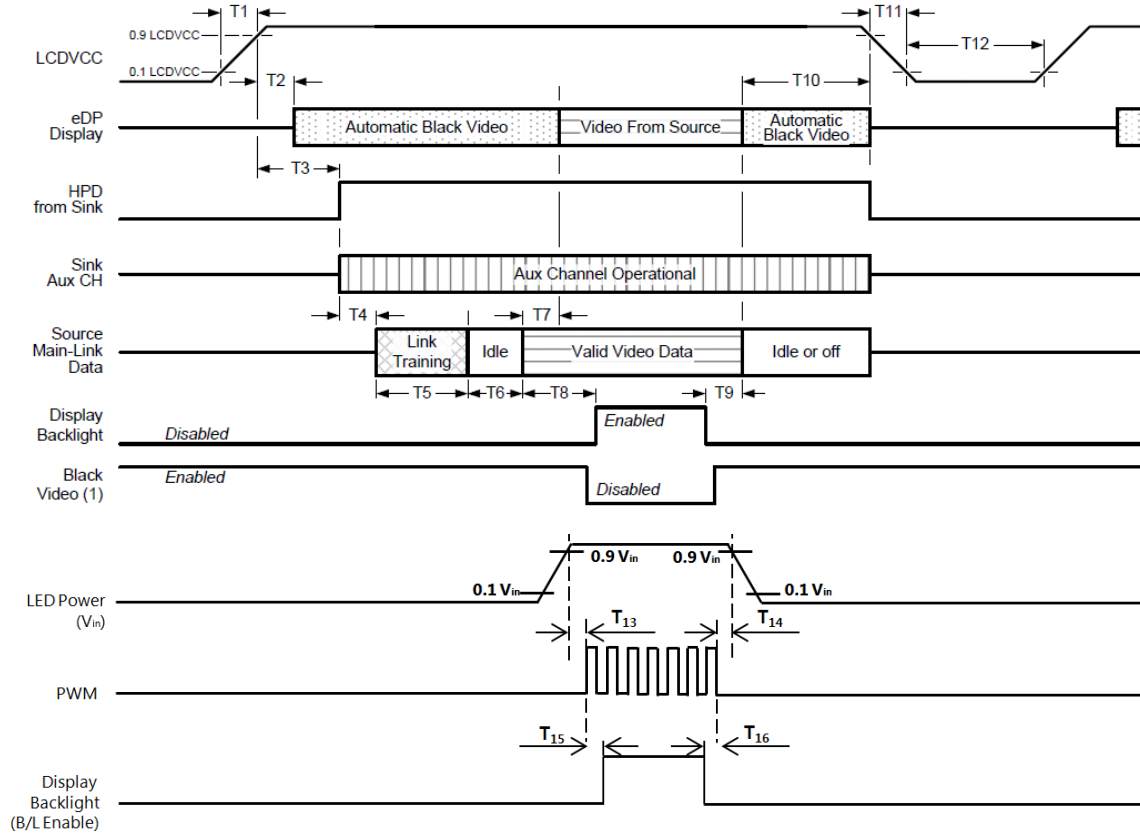 T1
T11
0.9 LCDVCC
LCDVCC
T12
0.1 LCDVCC
T2
T10
eDP
Display
Automatic Black Video
Video From Source
Automatic
Black Video
T3
HPD
from Sink
Sink
Aux CH
Aux Channel Operational
T4
T7
Source
Main-Link
Data
Link
Training
Idle
Valid Video Data
Idle or off
T5
T6
T8
T9
Display
Backlight
Disabled
Enabled
Black
Video (1)
Enabled
Disabled
0.9 Vin
0.9 Vin
0.1 Vin
0.1 Vin
LED Power
(Vin)
T13
T14
PWM
T15
T16
Display
Backlight
(B/L Enable)